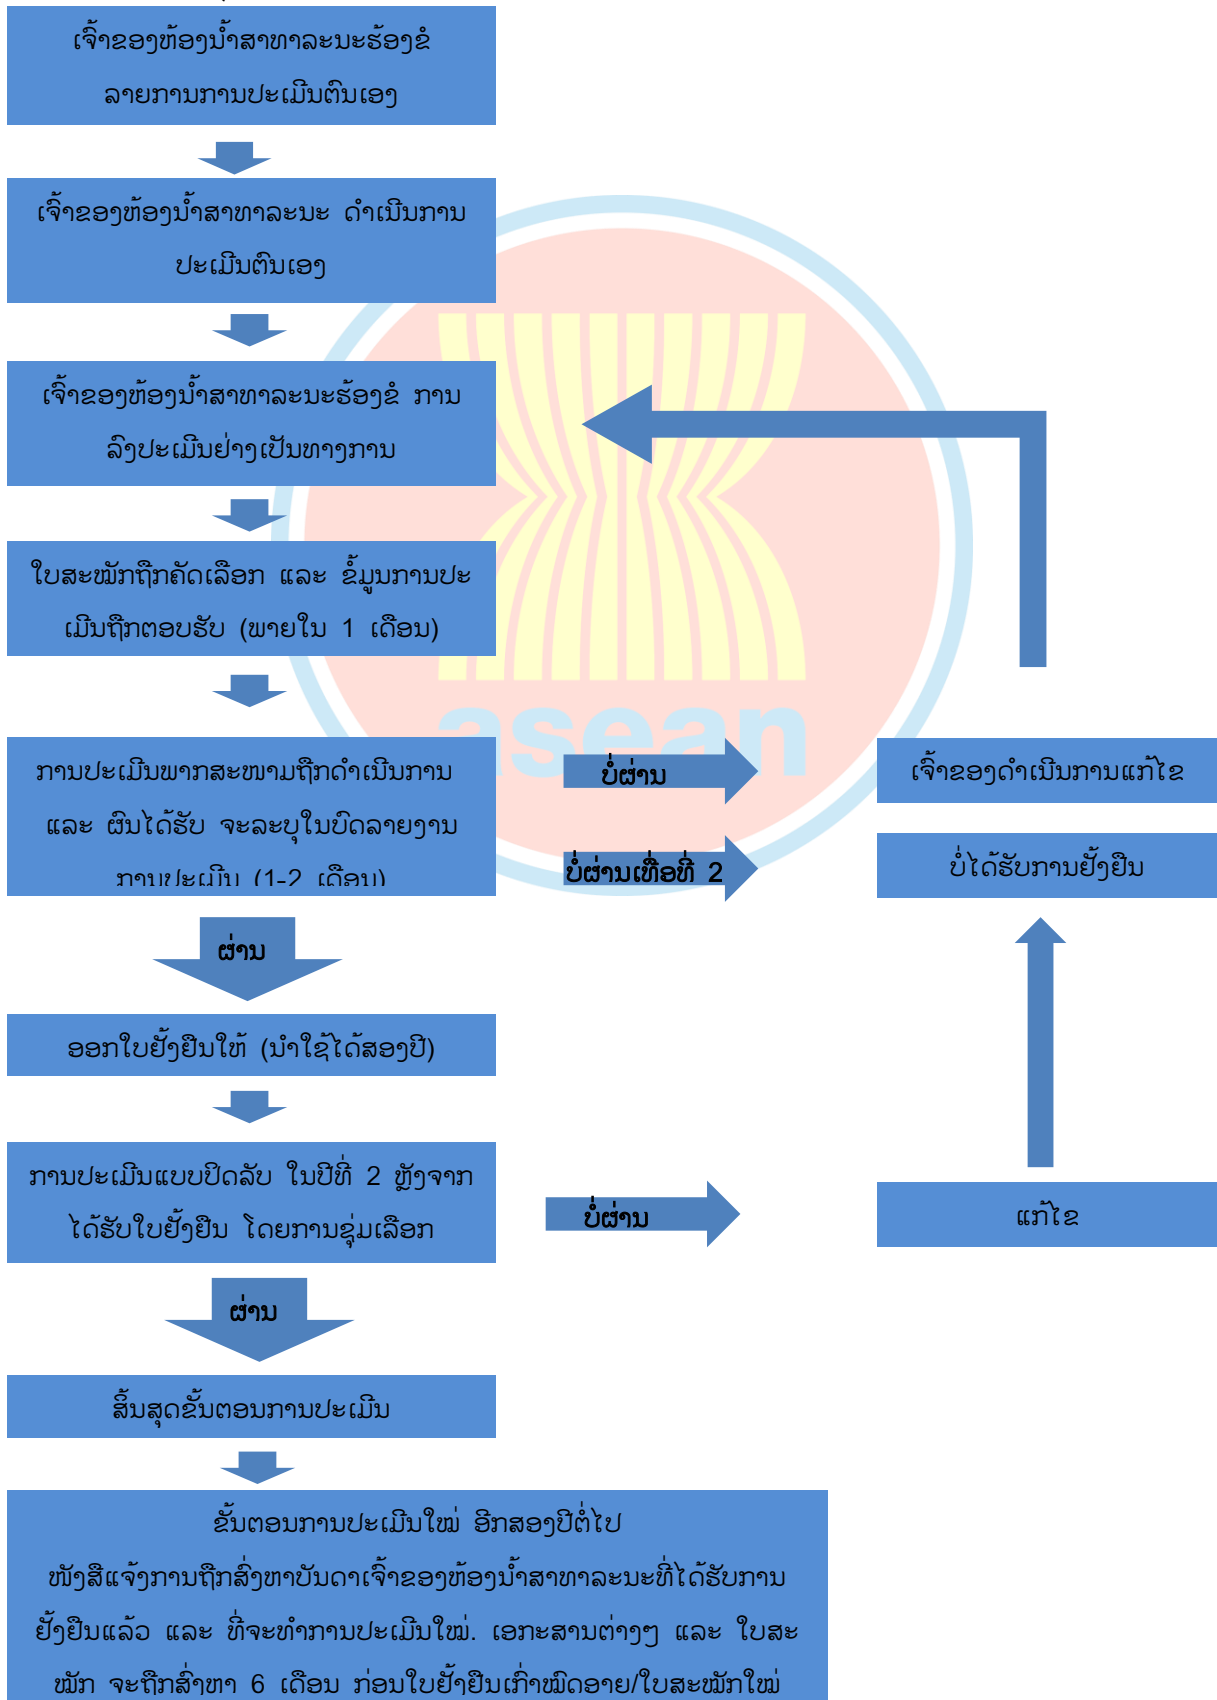 ເຈົ້າຂອງຫ້ອງນ້ຳສາທາລະນະຮ້ອງຂໍ
ລາຍການການປະເມີນຕົນເອງ
ເຈົ້າຂອງຫ້ອງນ້ຳສາທາລະນະ ດຳເນີນການ
ປະເມີນຕົນເອງ
ເຈົ້າຂອງຫ້ອງນ້ຳສາທາລະນະຮ້ອງຂໍ ການ
ລົງປະເມີນຢ່າງເປັນທາງການ
ໃບສະໝັກຖືກຄັດເລືອກ ແລະ ຂໍ້ມູນການປະ
ເມີນຖືກຕອບຮັບ (ພາຍໃນ 1 ເດືອນ)
asean
ການປະເມີນພາກສະໜາມຖືກດຳເນີນການ
ແລະ ຜົນໄດ້ຮັບ ຈະລະບຸໃນບົດລາຍງານ
ການປະເມີນ (1-2 ເດືອນ)
ບໍ່ຜ່ານ
ເຈົ້າຂອງດຳເນີນການແກ້ໄຂ
ບໍ່ຜ່ານເທື່ອທີ່ 2
ບໍ່ໄດ້ຮັບການຢັ້ງຢືນ
ຜ່ານ
ອອກໃບຢັ້ງຢືນໃຫ້ (ນຳໃຊ້ໄດ້ສອງປີ)
ການປະເມີນແບບປິດລັບ ໃນປີທີ່ 2 ຫຼັງຈາກ
ໄດ້ຮັບໃບຢັ້ງຢືນ ໂດຍການຊຸ່ມເລືອກ
ບໍ່ຜ່ານ
ແກ້ໄຂ
ຜ່ານ
ສິ້ນສຸດຂັ້ນຕອນການປະເມີນ
ຂັ້ນຕອນການປະເມີນໃໝ່ ອີກສອງປີຕໍ່ໄປ
ໜັງສືແຈ້ງການຖືກສົ່ງຫາບັນດາເຈົ້າຂອງຫ້ອງນ້ຳສາທາລະນະທີ່ໄດ້ຮັບການ
ຢັ້ງຢືນແລ້ວ ແລະ ທີ່ຈະທຳການປະເມີນໃໝ່. ເອກະສານຕ່າງໆ ແລະ ໃບສະ
ໝັກ ຈະຖືກສົ່ງຫາ 6 ເດືອນ ກ່ອນໃບຢັ້ງຢືນເກົ່າໝົດອາຍຸ/ໃບສະໝັກໃໝ່